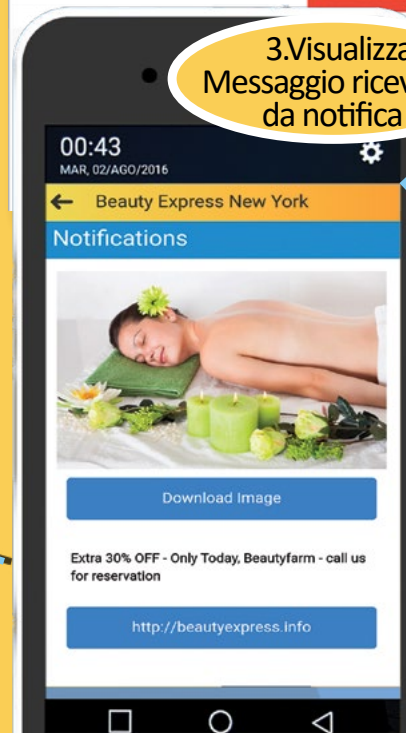 3.Visualizza
Messaggio
da notifica
00:43
MAR, 02/AGO/2016
Beauty Express New York
Notifications
Download Image
Extra 30% OFF - Only Today, Beautyfarm - call us
for reservation
http://beautyexpress.info